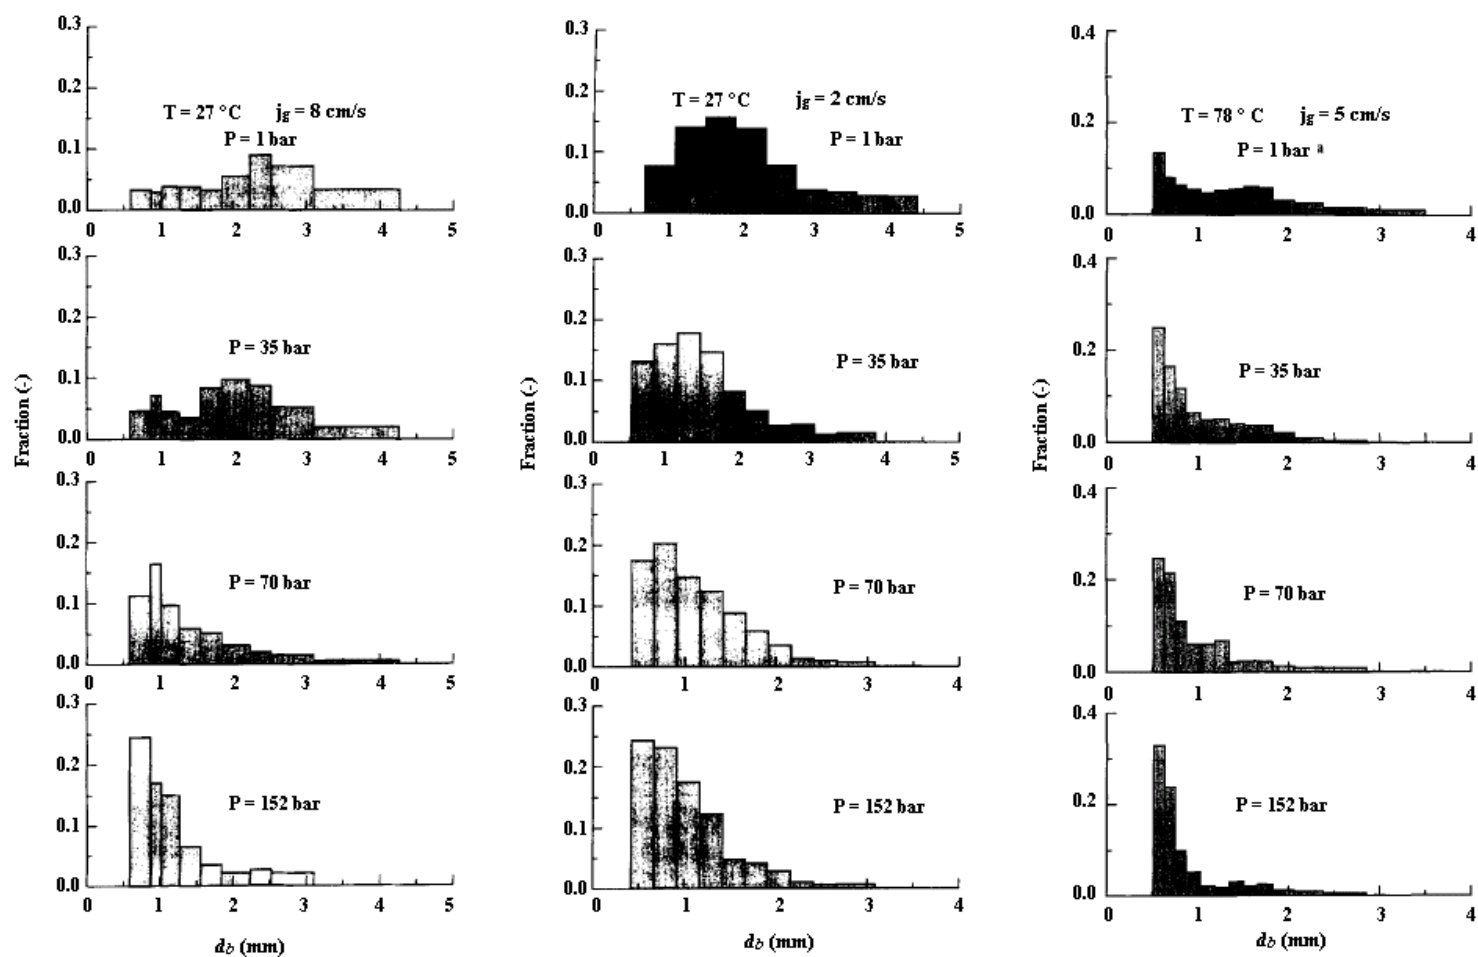 0.3
0.2
0.1
0.0
T = 27 °C j_g = 8 cm/s
P = 1 bar
0 1 2 3 4 5
0.3
0.2
0.1
0.0
P = 35 bar
0 1 2 3 4 5
Fraction (-)
0.3
0.2
0.1
0.0
P = 70 bar
0 1 2 3 4 5
0.3
0.2
0.1
0.0
P = 152 bar
0 1 2 3 4 5
d_b (mm)
0.3
0.2
0.1
0.0
T = 27 °C j_g = 2 cm/s
P = 1 bar
0 1 2 3 4 5
0.3
0.2
0.1
0.0
P = 35 bar
0 1 2 3 4 5
Fraction (-)
0.3
0.2
0.1
0.0
P = 70 bar
0 1 2 3 4
0.3
0.2
0.1
0.0
P = 152 bar
0 1 2 3 4
d_b (mm)
0.4
0.2
0.0
T = 78 ° C j_g = 5 cm/s
P = 1 bar a
0 1 2 3 4
0.4
0.2
0.0
P = 35 bar
0 1 2 3 4
Fraction (-)
0.4
0.2
0.0
P = 70 bar
0 1 2 3 4
0.4
0.2
0.0
P = 152 bar
0 1 2 3 4
d_b (mm)